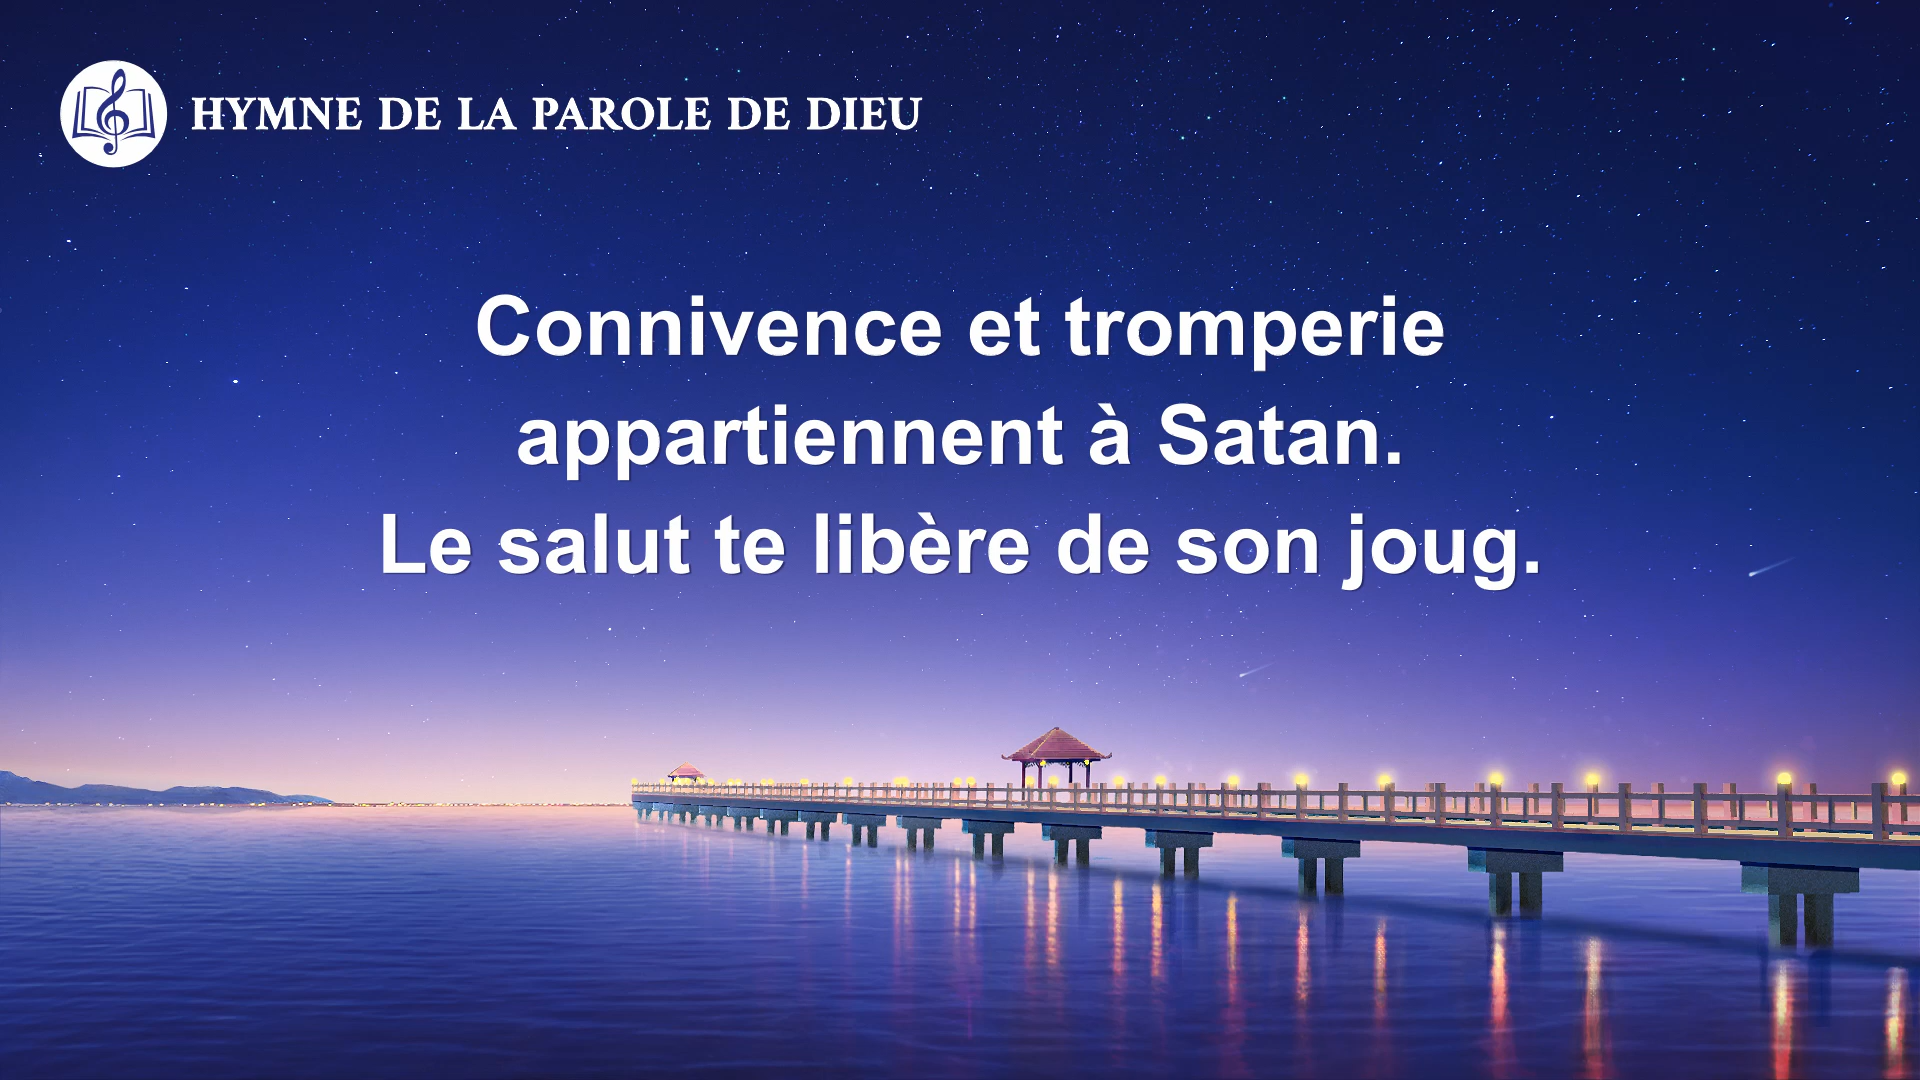 HYMNE DE LA PAROLE DE DIEU
Connivence et tromperie
appartiennent à Satan.
Le salut te libère de son joug.